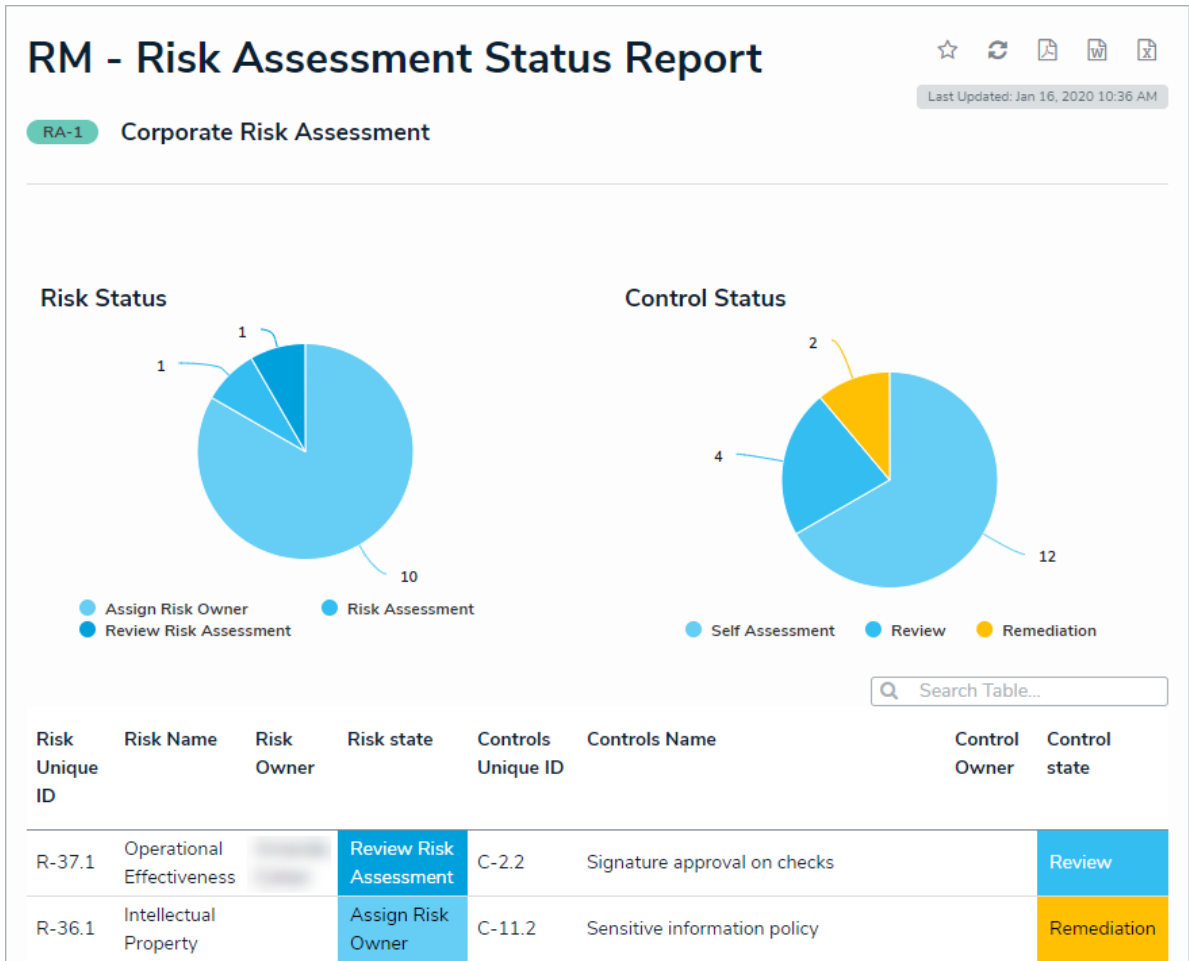 RM - Risk Assessment Status Report
Last Updated: Jan 16, 2020 10:36 AM
RA-1 Corporate Risk Assessment
Risk Status
1
1
10
Assign Risk Owner
Risk Assessment
Review Risk Assessment
Control Status
2
4
12
Self Assessment
Review
Remediation
Search Table...
Risk Unique ID
Risk Name
Risk Owner
Risk state
Controls Unique ID
Controls Name
Control Owner
Control state
R-37.1
Operational Effectiveness
Review Risk Assessment
C-2.2
Signature approval on checks
Review
R-36.1
Intellectual Property
Assign Risk Owner
C-11.2
Sensitive information policy
Remediation